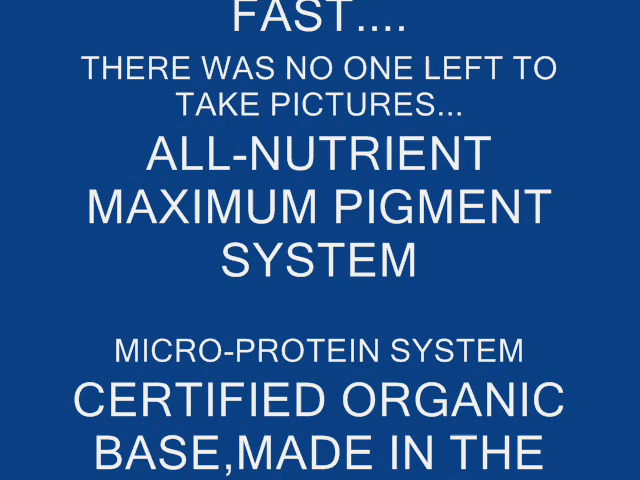 FAST....
THERE WAS NO ONE LEFT TO
TAKE PICTURES...
ALL-NUTRIENT
MAXIMUM PIGMENT
SYSTEM
MICRO-PROTEIN SYSTEM
CERTIFIED ORGANIC
BASE,MADE IN THE